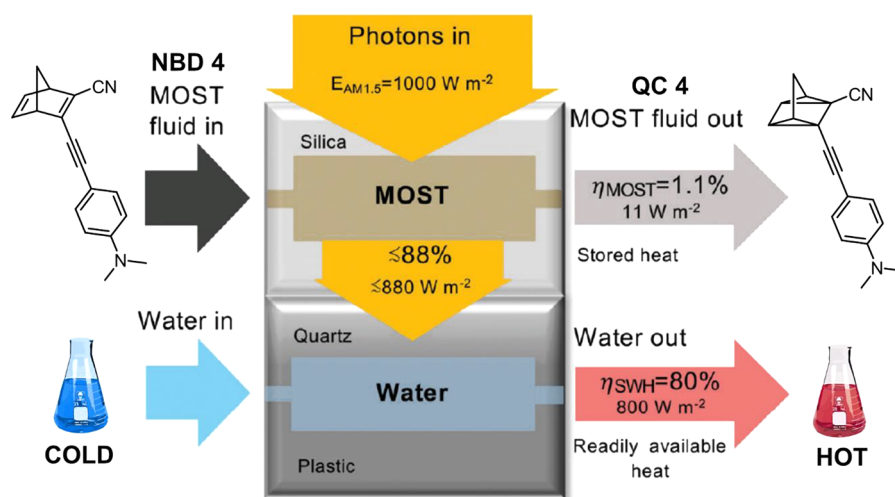 NBD 4
MOST
fluid in
Photons in
E_AM1.5=1000 W m⁻²
QC 4
MOST fluid out
CN
N
Silica
MOST
ηMOST=1.1%
11 W m⁻²
Stored heat
≲88%
≲880 W m⁻²
CN
N
Water in
Quartz
Water
Plastic
Water out
ηSWH=80%
800 W m⁻²
Readily available
heat
COLD
HOT